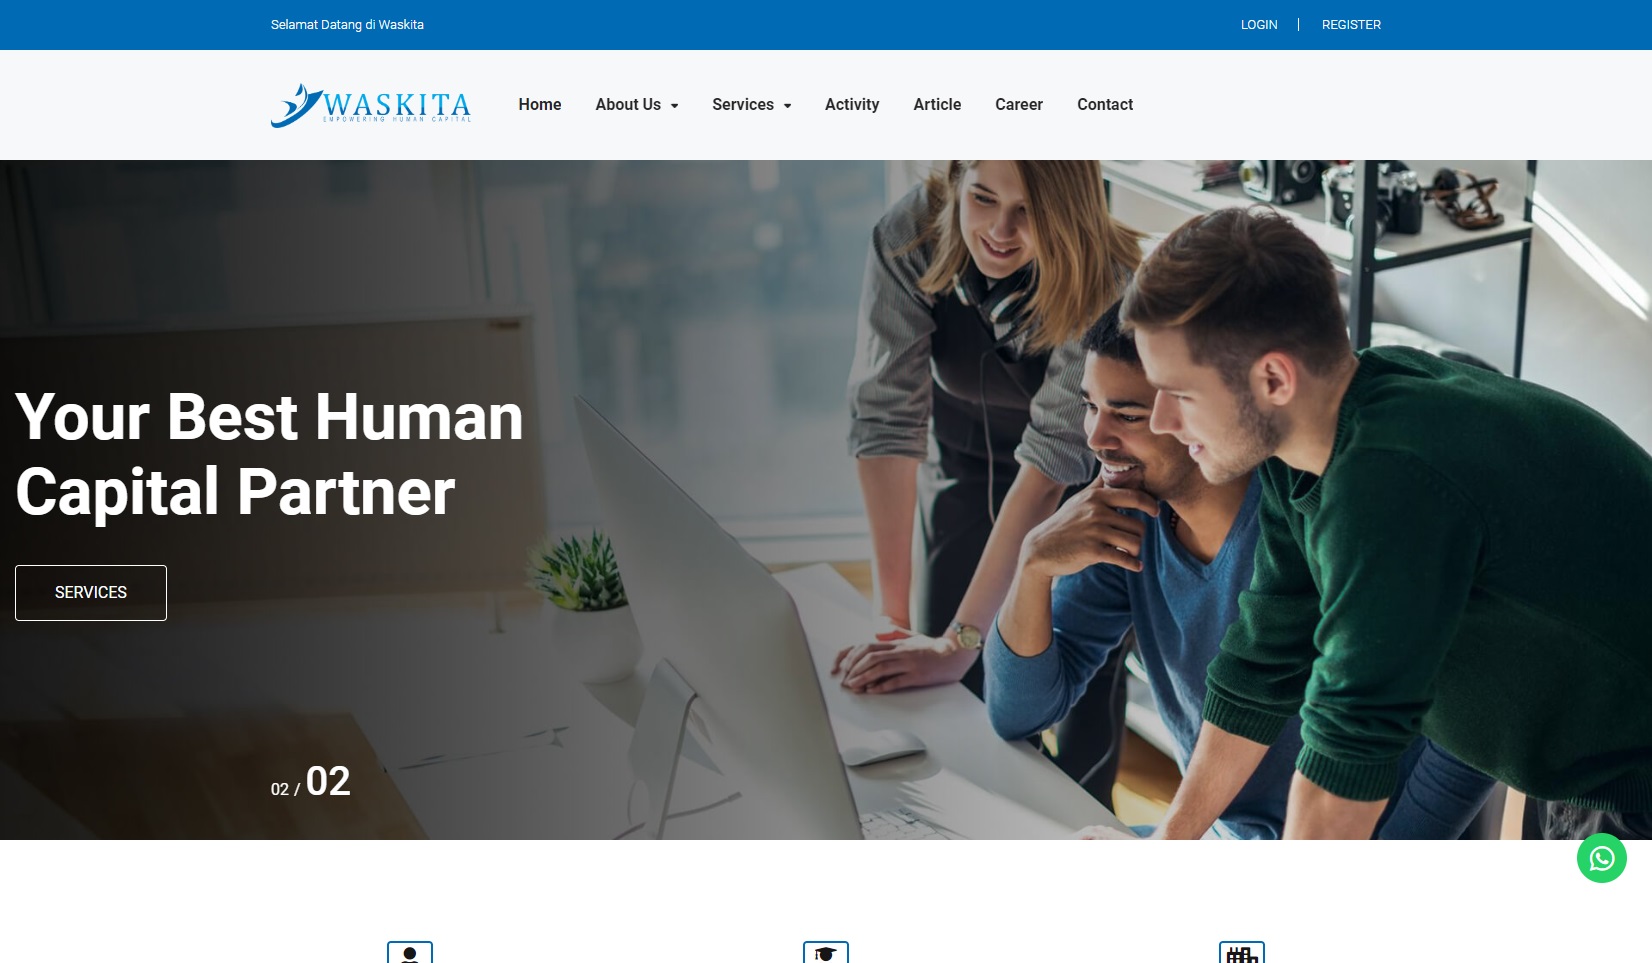 Selamat Datang di Waskita
LOGIN
REGISTER
WASKITA
EMPOWERING HUMAN CAPITAL
Home
About Us
Services
Activity
Article
Career
Contact
Your Best Human
Capital Partner
SERVICES
02 / 02